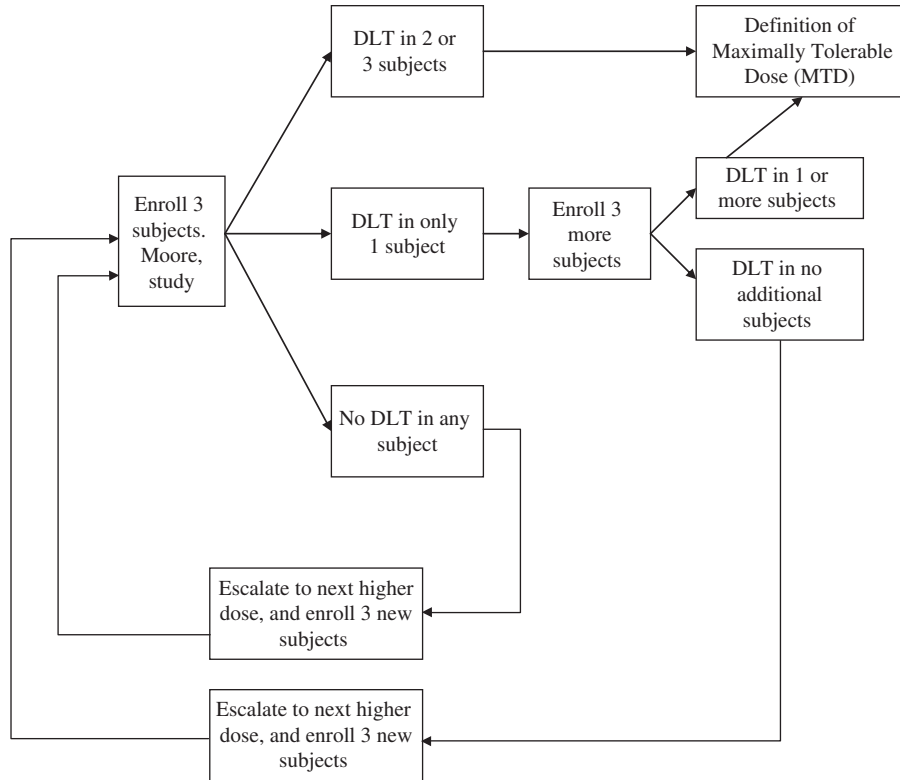 DLT in 2 or
3 subjects
Definition of
Maximally Tolerable
Dose (MTD)
Enroll 3
subjects.
Moore,
study
DLT in only
1 subject
Enroll 3
more
subjects
DLT in 1 or
more subjects
DLT in no
additional
subjects
No DLT in any
subject
Escalate to next higher
dose, and enroll 3 new
subjects
Escalate to next higher
dose, and enroll 3 new
subjects